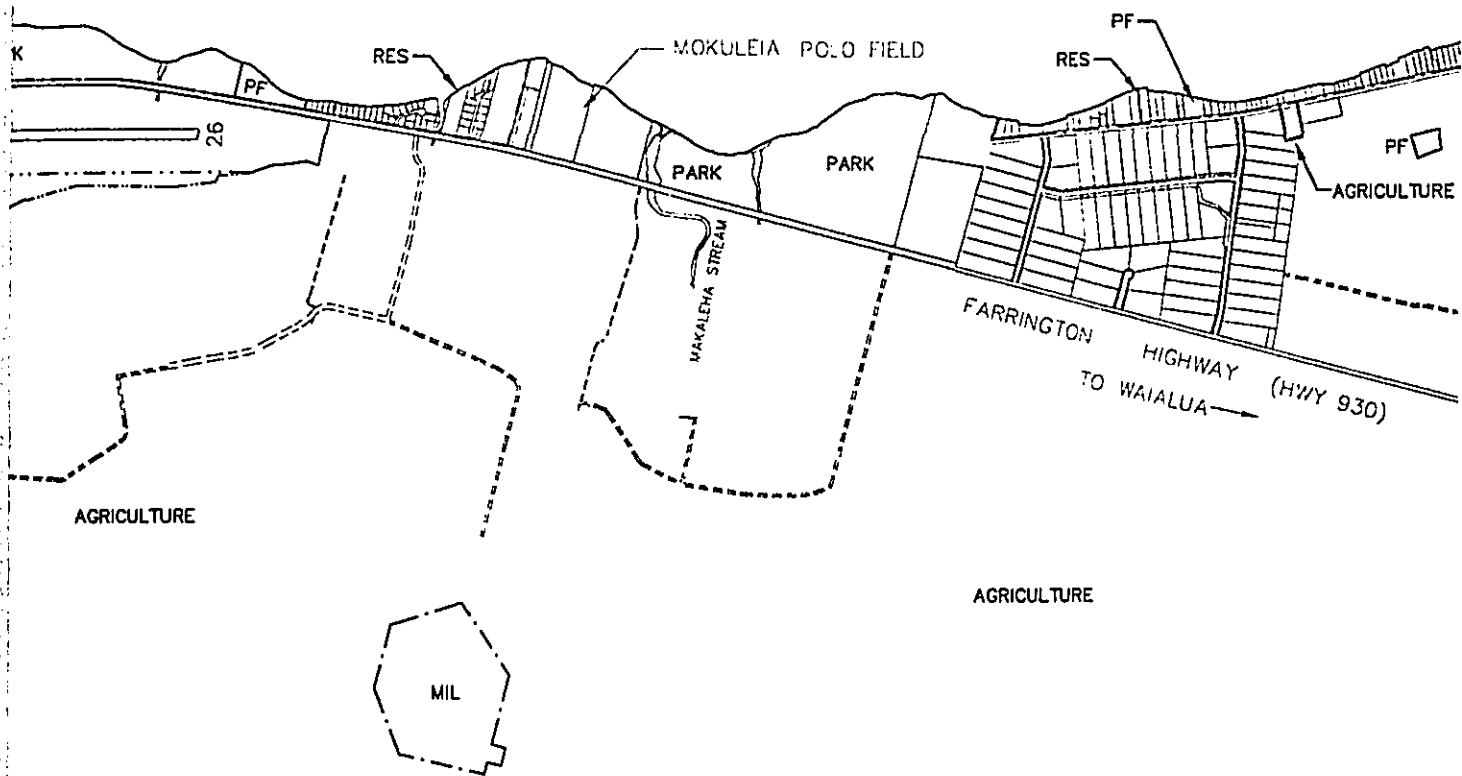 PF
MOKULEIA POLO FIELD
RES
RES
K
PF
26
PARK
PARK
PF
AGRICULTURE
MAKALEHA STREAM
FARRINGTON HIGHWAY (HWY 930)
TO WAIALUA
AGRICULTURE
AGRICULTURE
MIL